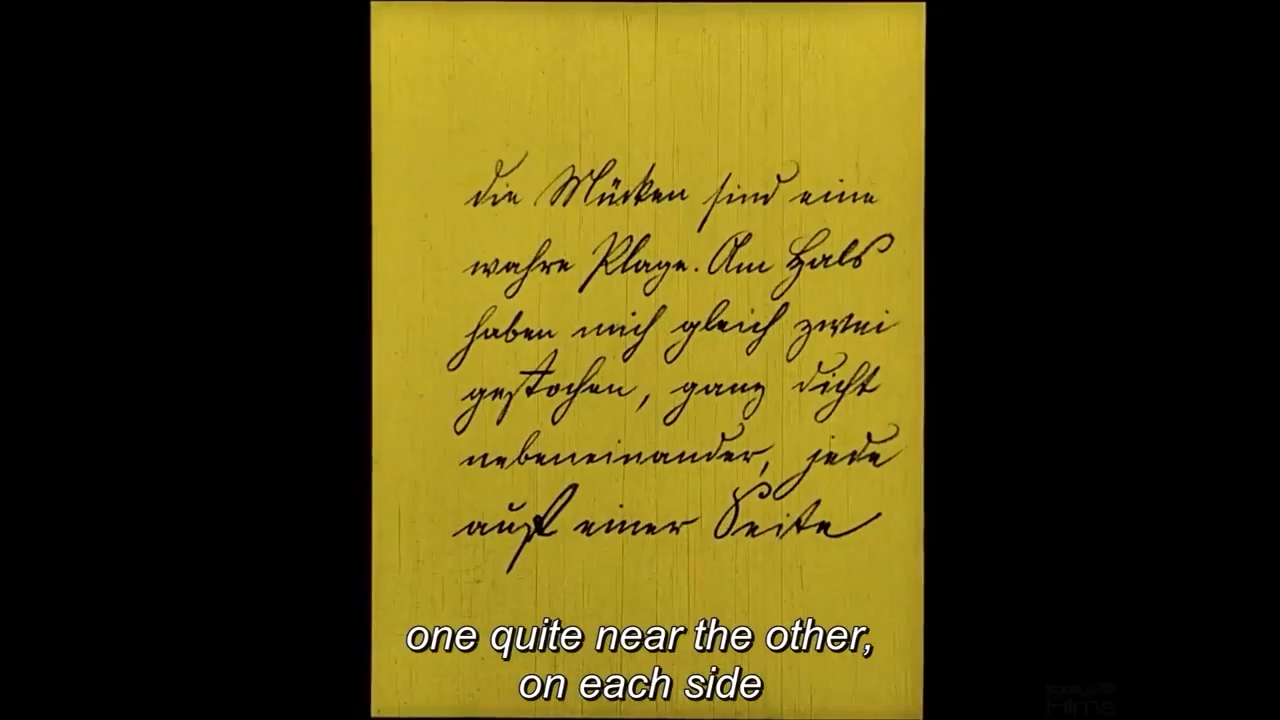 die Mücken sind eine
wahre Plage. Am Hals
haben mich gleich zwei
gestochen, ganz dicht
nebeneinander, jede
auf einer Seite
one quite near the other,
on each side
Films